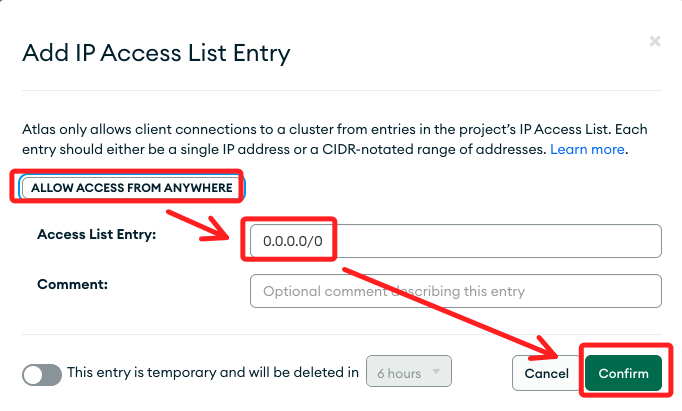 Add IP Access List Entry
Atlas only allows client connections to a cluster from entries in the project's IP Access List. Each
entry should either be a single IP address or a CIDR-notated range of addresses. Learn more.
ALLOW ACCESS FROM ANYWHERE
Access List Entry: 0.0.0.0/0
Comment: Optional comment describing this entry
This entry is temporary and will be deleted in 6 hours Cancel Confirm